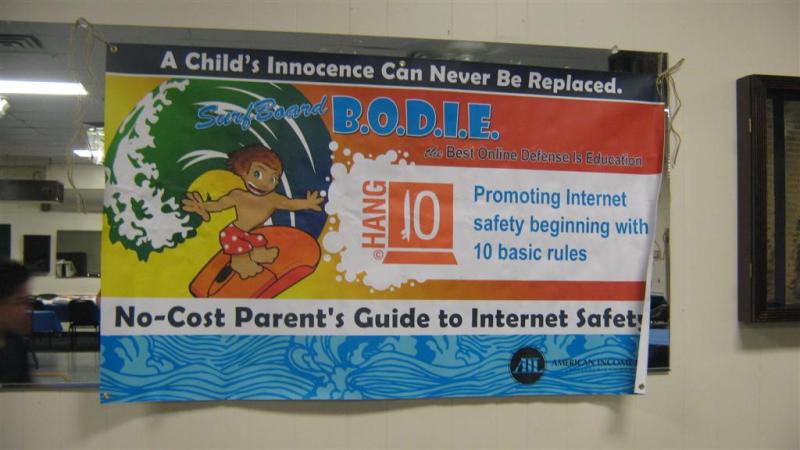 A Child's Innocence Can Never Be Replaced.
SurfBoard B.O.D.I.E.
the Best Online Defense Is Education
©HANG 10
Promoting Internet
safety beginning with
10 basic rules
No-Cost Parent's Guide to Internet Safety
AIL AMERICAN INCOME